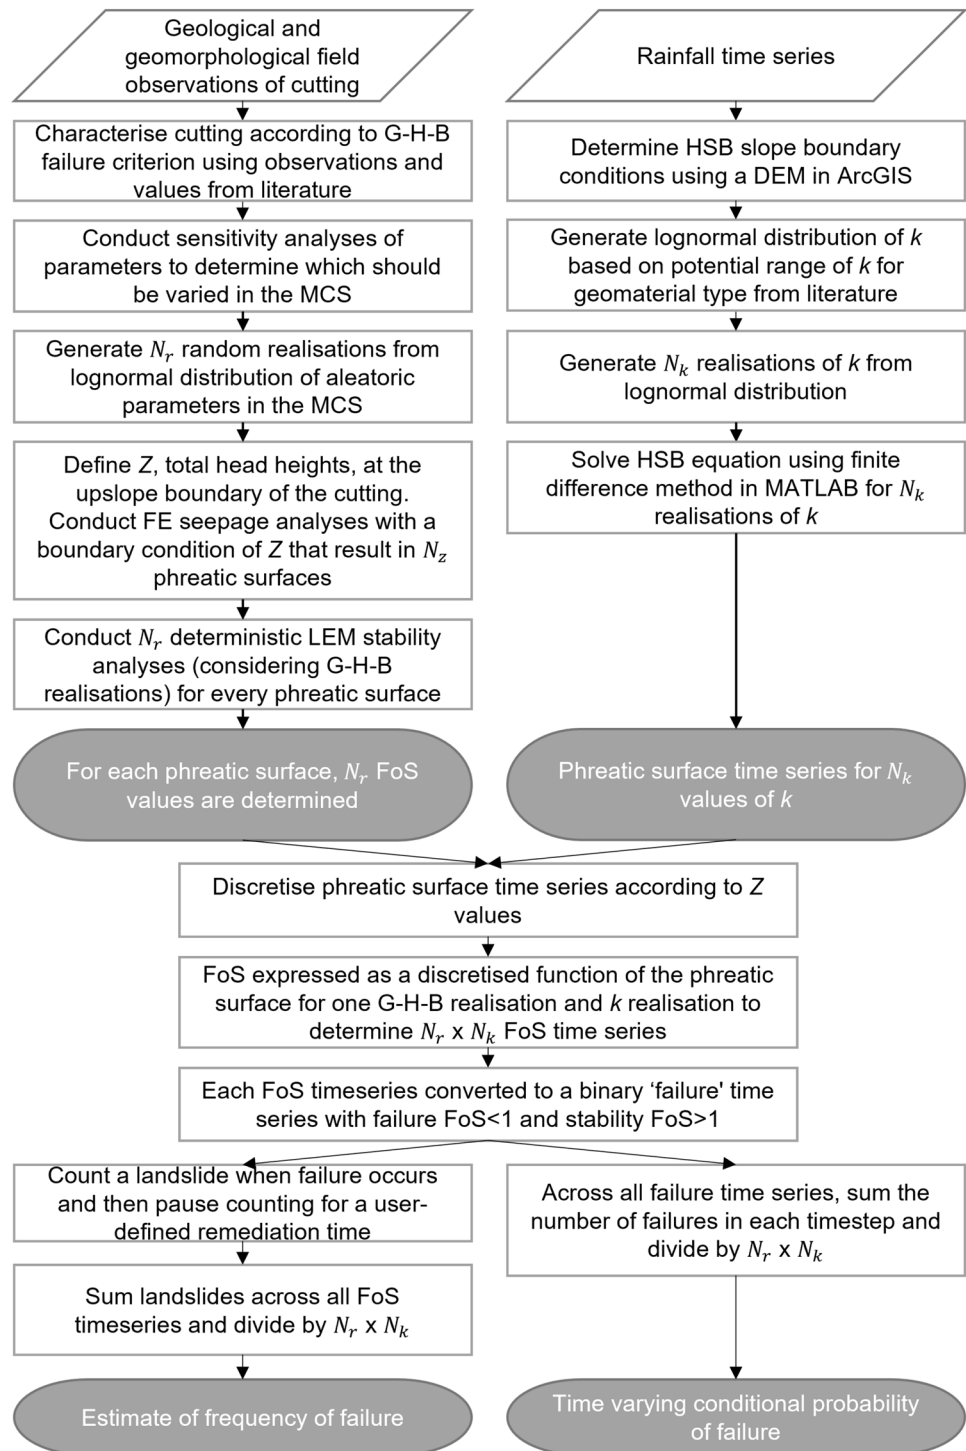 Geological and
geomorphological field
observations of cutting
Characterise cutting according to G-H-B
failure criterion using observations and
values from literature
Conduct sensitivity analyses of
parameters to determine which should
be varied in the MCS
Generate N_r random realisations from
lognormal distribution of aleatoric
parameters in the MCS
Define Z, total head heights, at the
upslope boundary of the cutting.
Conduct FE seepage analyses with a
boundary condition of Z that result in N_z
phreatic surfaces
Conduct N_r deterministic LEM stability
analyses (considering G-H-B
realisations) for every phreatic surface
For each phreatic surface, N_r FoS
values are determined
Rainfall time series
Determine HSB slope boundary
conditions using a DEM in ArcGIS
Generate lognormal distribution of k
based on potential range of k for
geomaterial type from literature
Generate N_k realisations of k from
lognormal distribution
Solve HSB equation using finite
difference method in MATLAB for N_k
realisations of k
Phreatic surface time series for N_k
values of k
Discretise phreatic surface time series according to Z
values
FoS expressed as a discretised function of the phreatic
surface for one G-H-B realisation and k realisation to
determine N_r x N_k FoS time series
Each FoS timeseries converted to a binary ‘failure' time
series with failure FoS<1 and stability FoS>1
Count a landslide when failure occurs
and then pause counting for a user-
defined remediation time
Sum landslides across all FoS
timeseries and divide by N_r x N_k
Estimate of frequency of failure
Across all failure time series, sum the
number of failures in each timestep and
divide by N_r x N_k
Time varying conditional probability
of failure